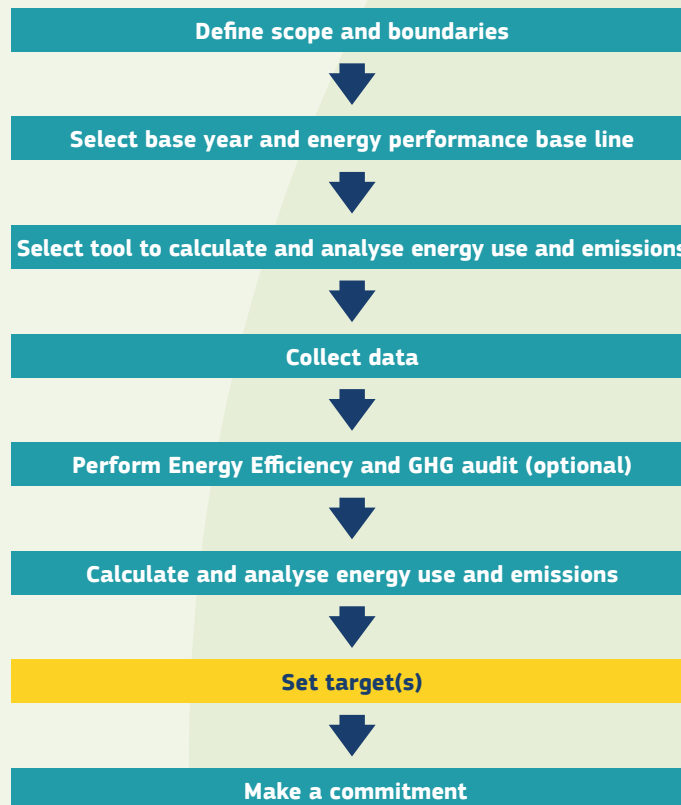 Define scope and boundaries
Select base year and energy performance base line
Select tool to calculate and analyse energy use and emissions
Collect data
Perform Energy Efficiency and GHG audit (optional)
Calculate and analyse energy use and emissions
Set target(s)
Make a commitment